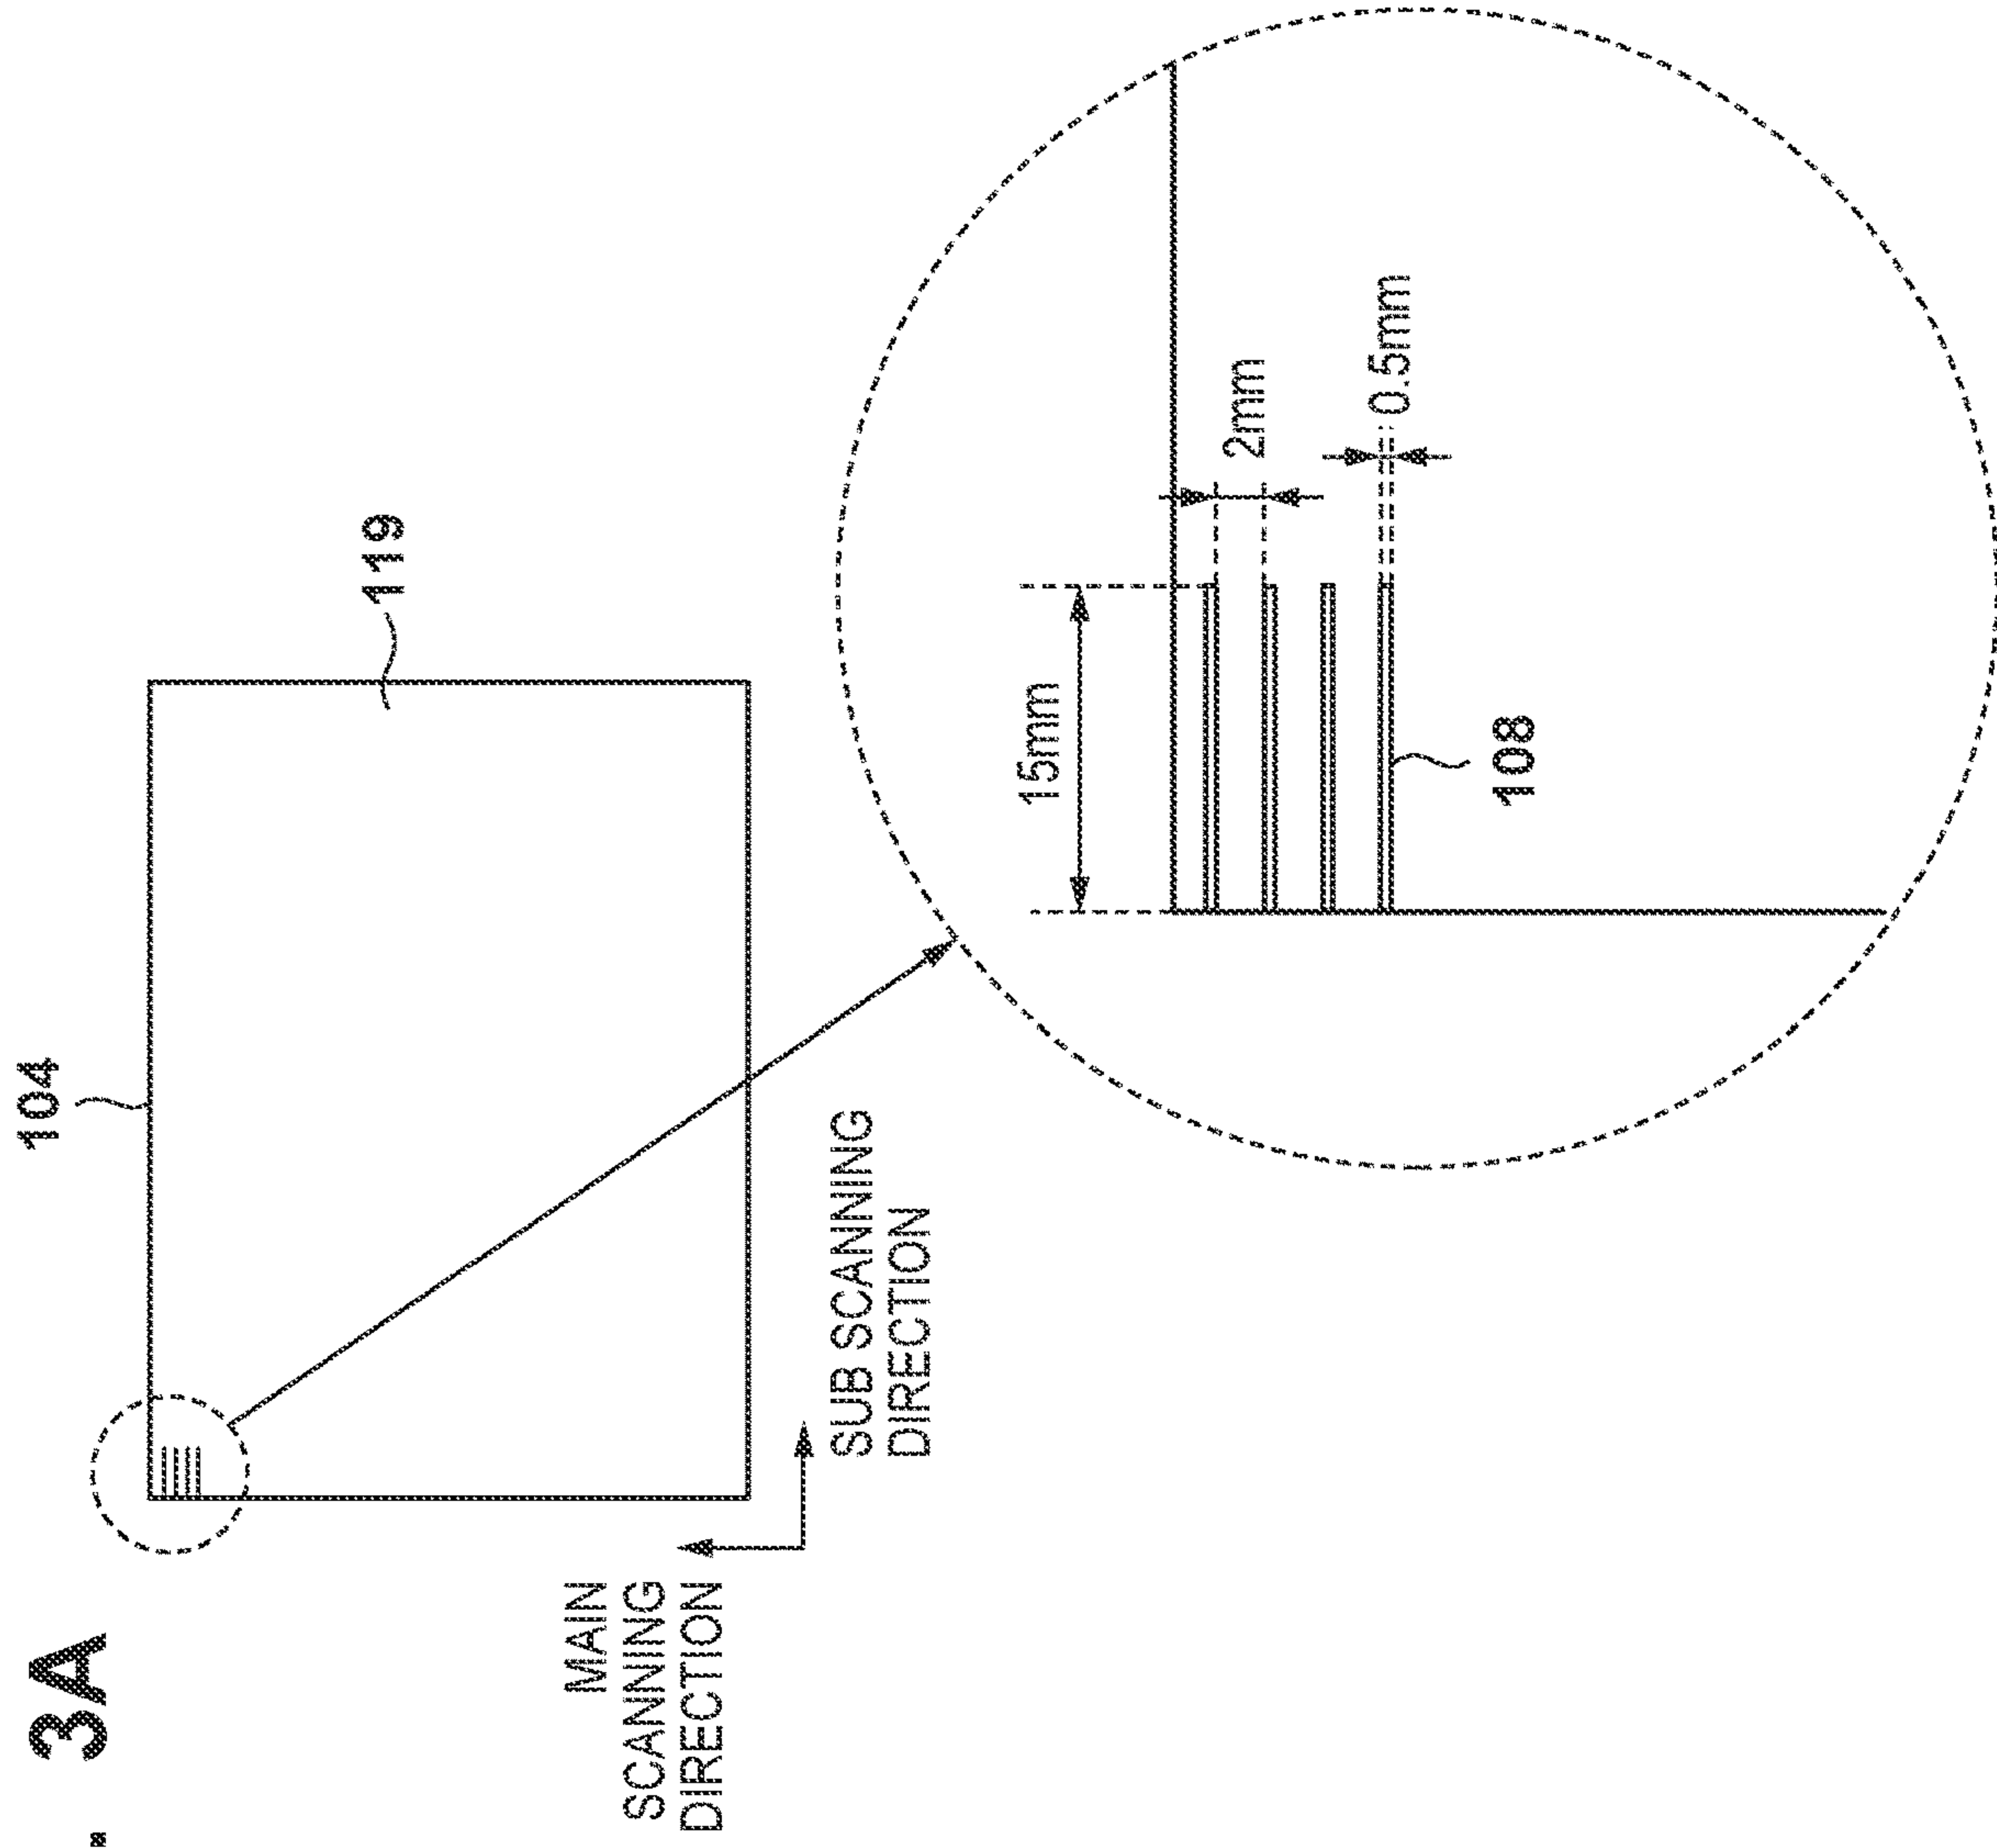 3A
104
119
MAIN
SCANNING
DIRECTION
SUB SCANNING
DIRECTION
15mm
2mm
0.5mm
108